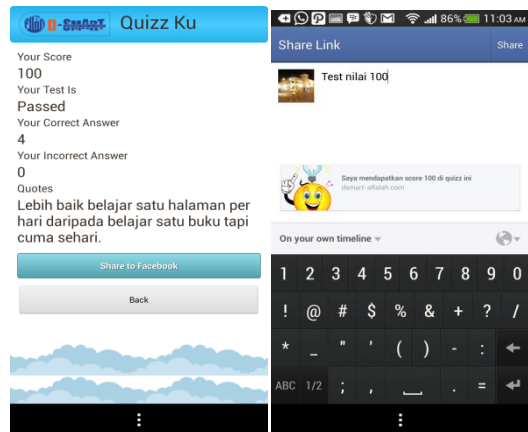 D-SMART Quizz Ku
Your Score
100
Your Test Is
Passed
Your Correct Answer
4
Your Incorrect Answer
0
Quotes
Lebih baik belajar satu halaman per
hari daripada belajar satu buku tapi
cuma sehari.
Share to Facebook
Back
86% 11:03 AM
Share Link Share
Test nilai 100
Saya mendapatkan score 100 di quizz ini
dsmart-alfalah.com
On your own timeline
1 2 3 4 5 6 7 8 9 0
! @ # $ % & + ? /
* _ " ' ( ) - :
ABC 1/2 ; , . =